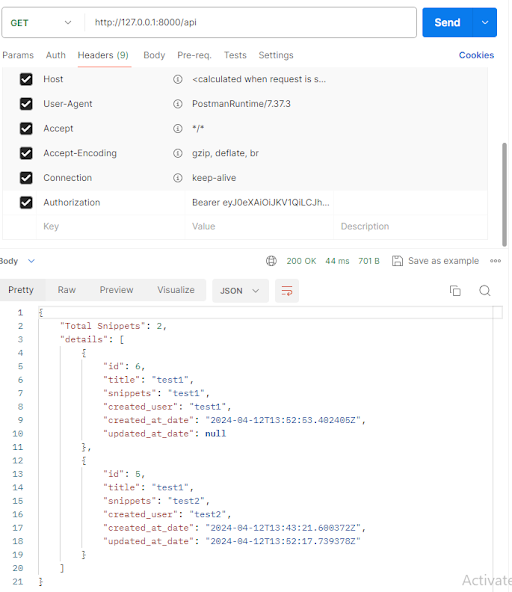 GET http://127.0.0.1:8000/api Send
Params Auth Headers (9) Body Pre-req. Tests Settings Cookies
Host <calculated when request is s...
User-Agent PostmanRuntime/7.37.3
Accept */*
Accept-Encoding gzip, deflate, br
Connection keep-alive
Authorization Bearer eyJ0eXAiOiJKV1QiLCJh...
Key Value Description
Body 200 OK 44 ms 701 B Save as example
Pretty Raw Preview Visualize JSON
1 {
2 "Total Snippets": 2,
3 "details": [
4 {
5 "id": 6,
6 "title": "test1",
7 "snippets": "test1",
8 "created_user": "test1",
9 "created_at_date": "2024-04-12T13:52:53.402405Z",
10 "updated_at_date": null
11 },
12 {
13 "id": 5,
14 "title": "test1",
15 "snippets": "test2",
16 "created_user": "test2",
17 "created_at_date": "2024-04-12T13:43:21.600372Z",
18 "updated_at_date": "2024-04-12T13:52:17.739378Z"
19 }
20 ]
21 }
Activate